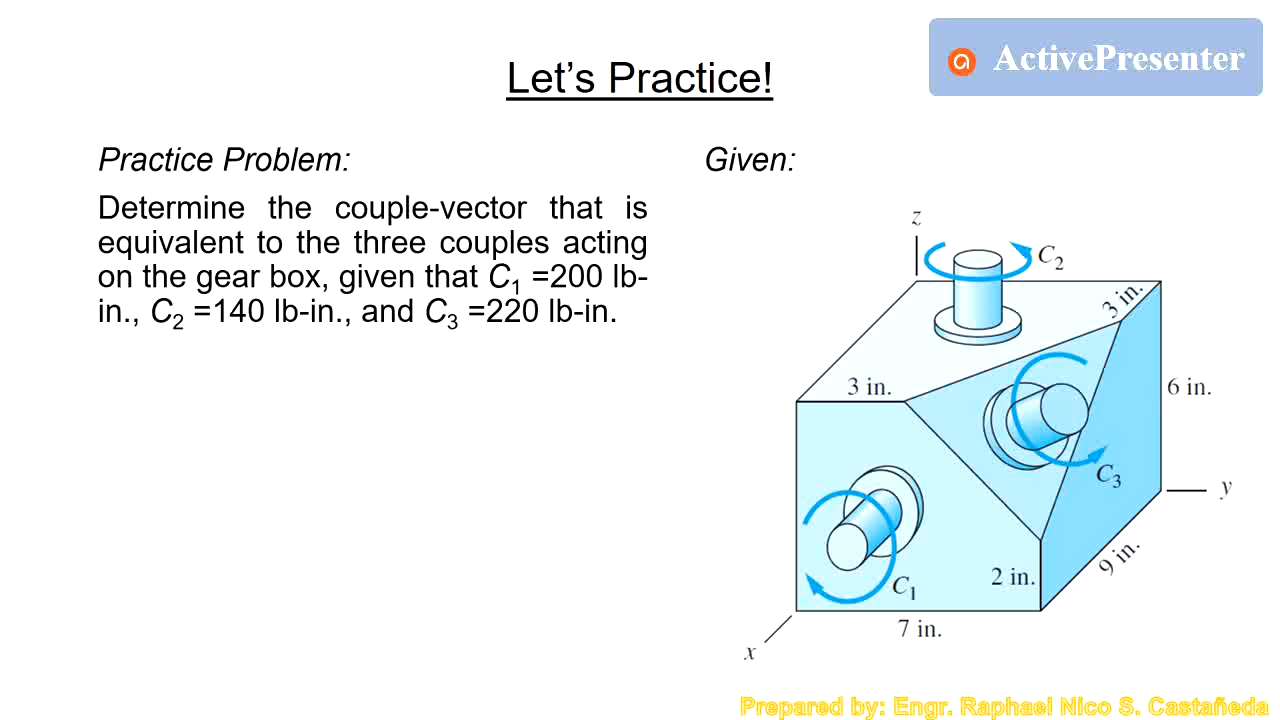 ActivePresenter
Let’s Practice!
Practice Problem:
Given:
Determine the couple-vector that is
equivalent to the three couples acting
on the gear box, given that C₁ =200 lb-
in., C₂ =140 lb-in., and C₃ =220 lb-in.
z
C₂
3 in.
3 in.
6 in.
C₃
y
9 in.
2 in.
C₁
7 in.
x
Prepared by: Engr. Raphael Nico S. Castañeda